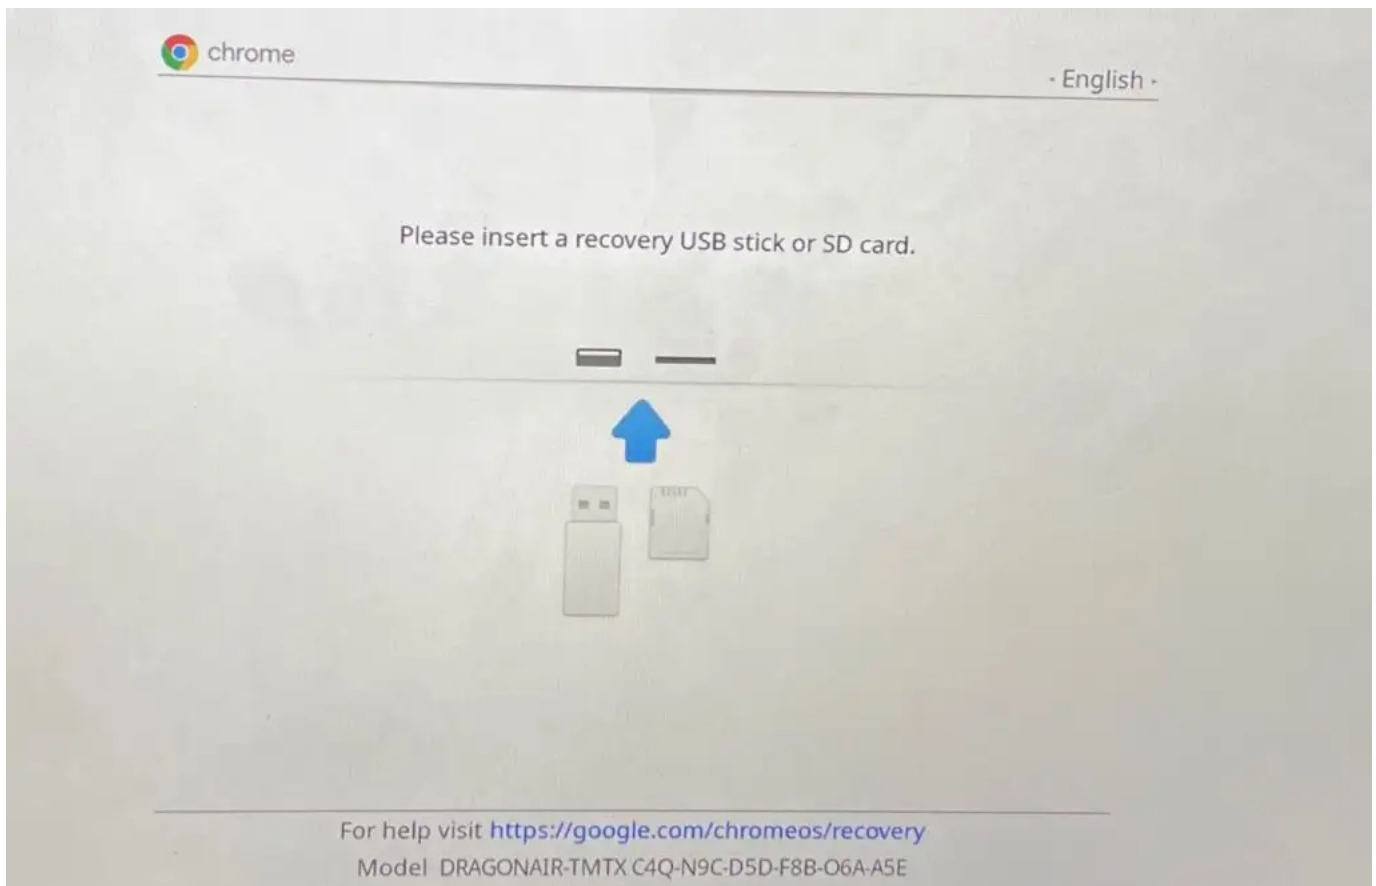 chrome
· English ·
Please insert a recovery USB stick or SD card.
For help visit https://google.com/chromeos/recovery
Model DRAGONAIR-TMTX C4Q-N9C-D5D-F8B-O6A-A5E